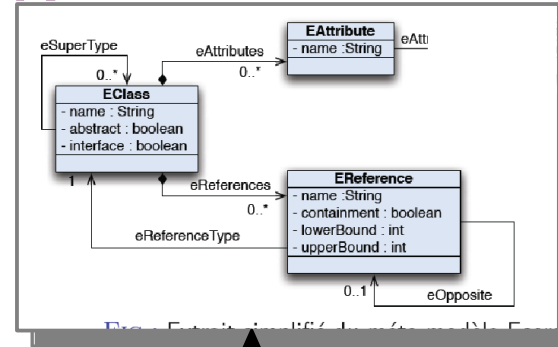 EAttribute
- name :String
eAttributes
0..*
eSuperType
0..*
EClass
- name : String
- abstract : boolean
- interface : boolean
1
eReferences
0..*
eReferenceType
EReference
- name :String
- containment : boolean
- lowerBound : int
- upperBound : int
0..1
eOpposite